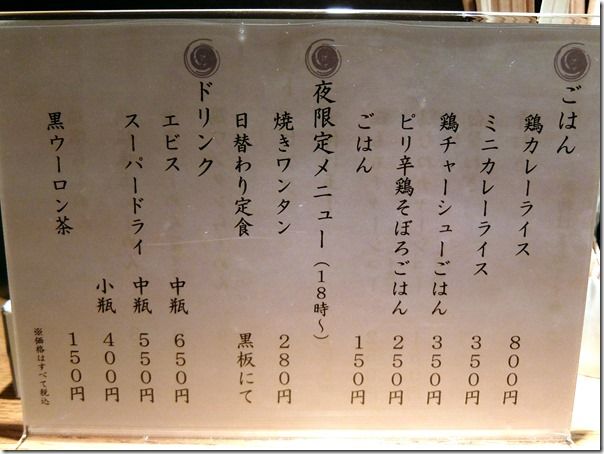 ごはん
鶏カレーライス 800円
ミニカレーライス 350円
鶏チャーシューごはん 350円
ピリ辛鶏そぼろごはん 250円
ごはん 150円
夜限定メニュー（18時〜）
焼きワンタン 280円
日替わり定食 黒板にて
ドリンク
エビス 中瓶 650円
スーパードライ 中瓶 550円
小瓶 400円
黒ウーロン茶 150円
※価格はすべて税込